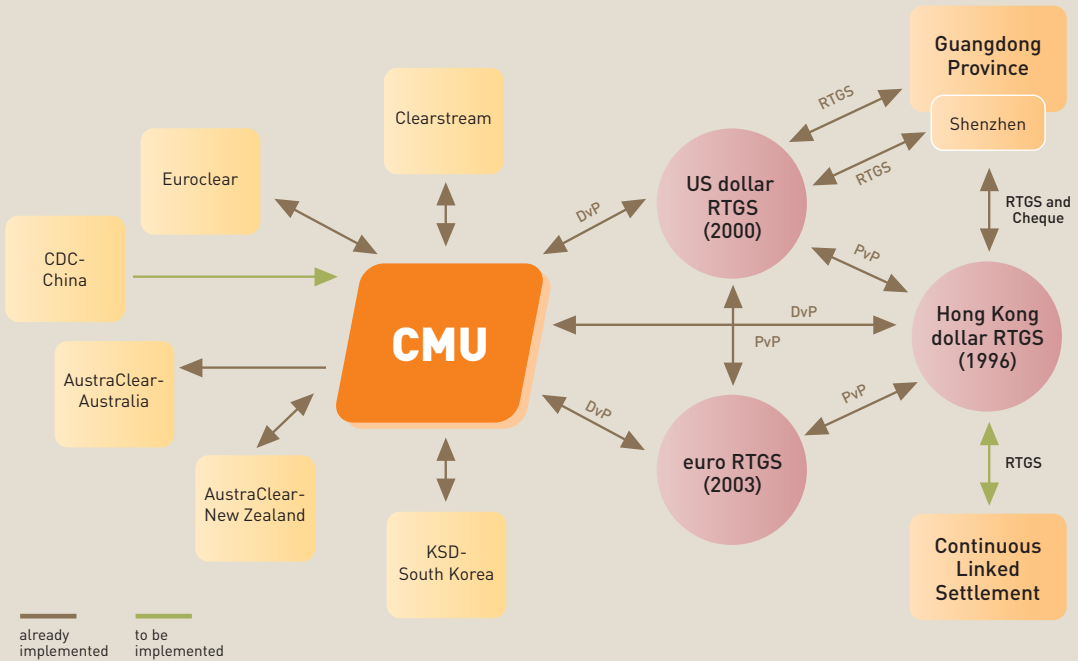 Guangdong
Province
Shenzhen
Clearstream
RTGS
RTGS
Euroclear
US dollar
RTGS
(2000)
DvP
RTGS and
Cheque
CDC-
China
PvP
CMU
DvP
PvP
Hong Kong
dollar RTGS
(1996)
AustraClear-
Australia
DvP
PvP
euro RTGS
(2003)
RTGS
AustraClear-
New Zealand
KSD-
South Korea
Continuous
Linked
Settlement
already
implemented
to be
implemented